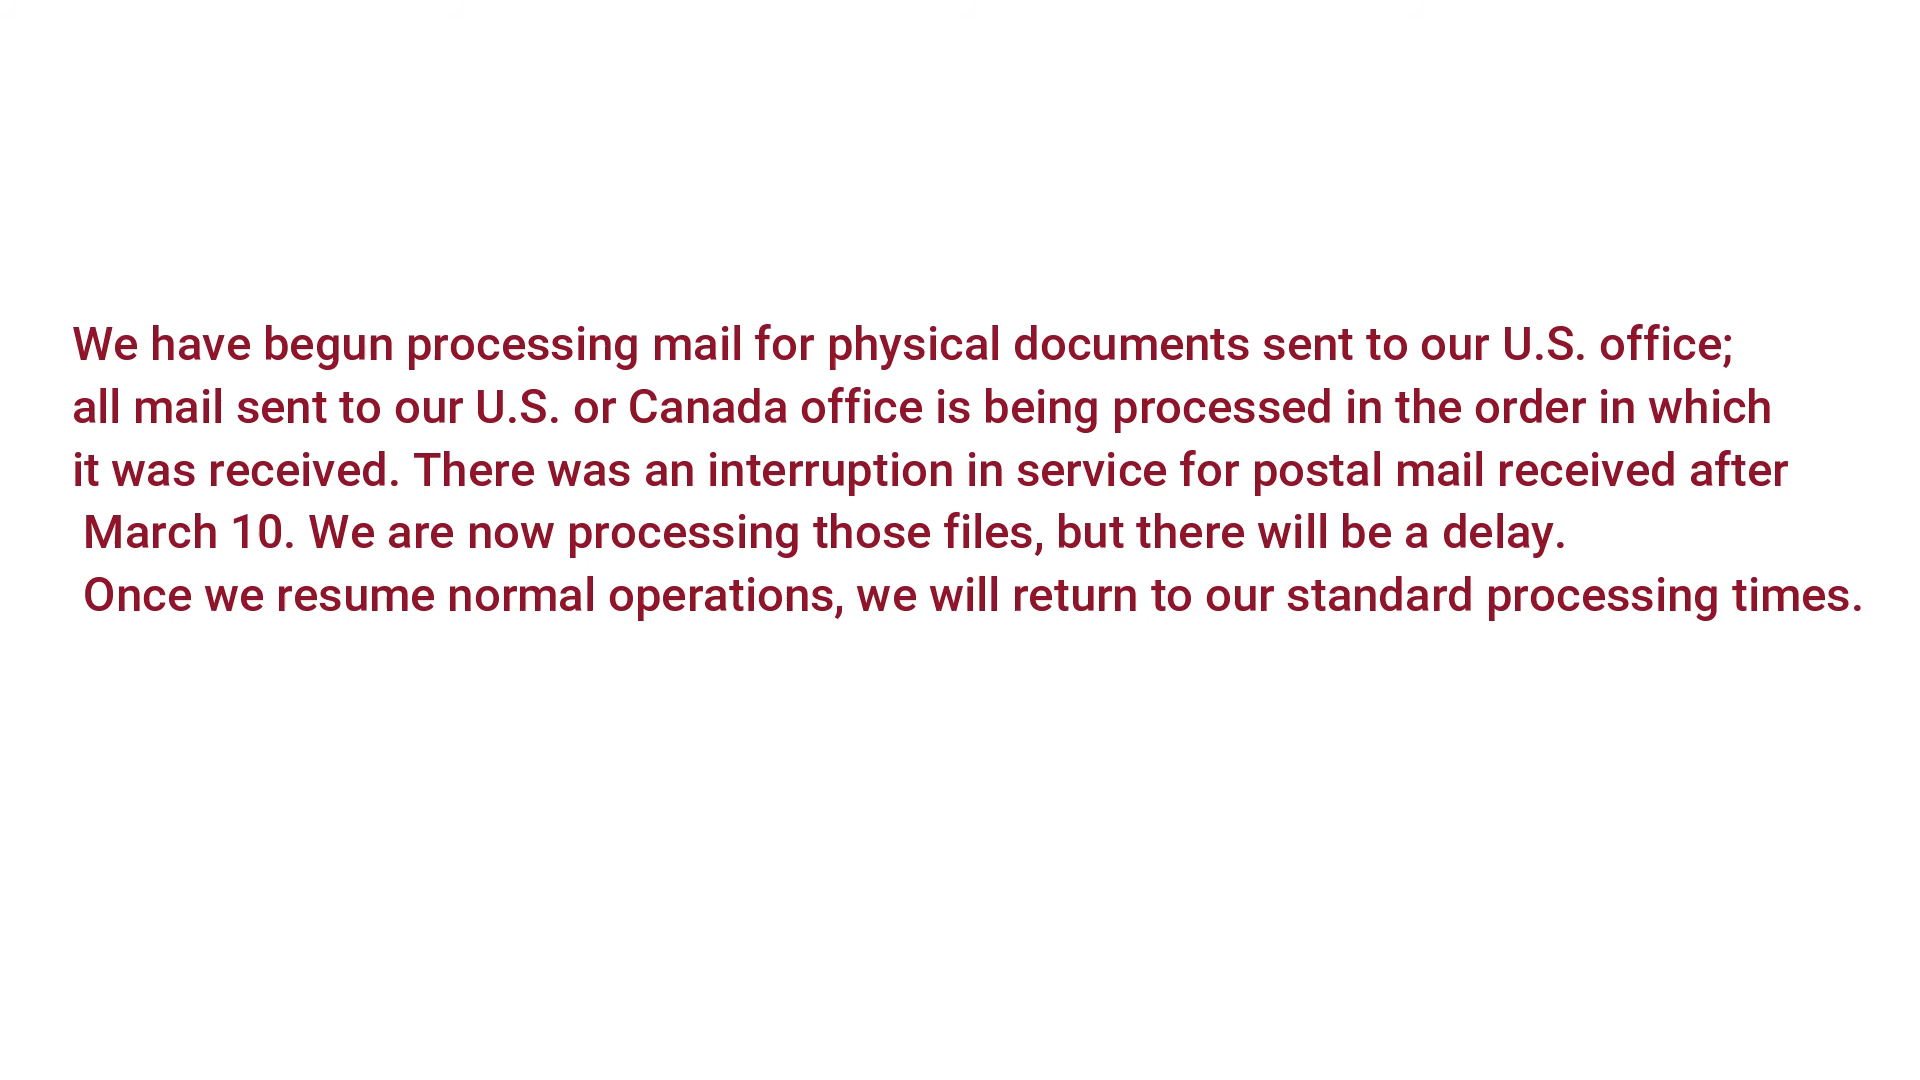 We have begun processing mail for physical documents sent to our U.S. office;
all mail sent to our U.S. or Canada office is being processed in the order in which
it was received. There was an interruption in service for postal mail received after
March 10. We are now processing those files, but there will be a delay.
Once we resume normal operations, we will return to our standard processing times.